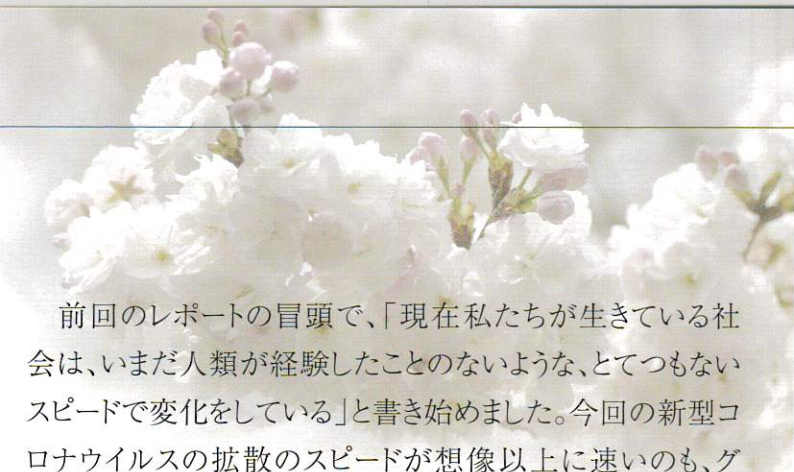 前回のレポートの冒頭で、「現在私たちが生きている社
会は、いまだ人類が経験したことのないような、とてつもない
スピードで変化をしている」と書き始めました。今回の新型コ
ロナウイルスの拡散のスピードが想像以上に速いのも、グ